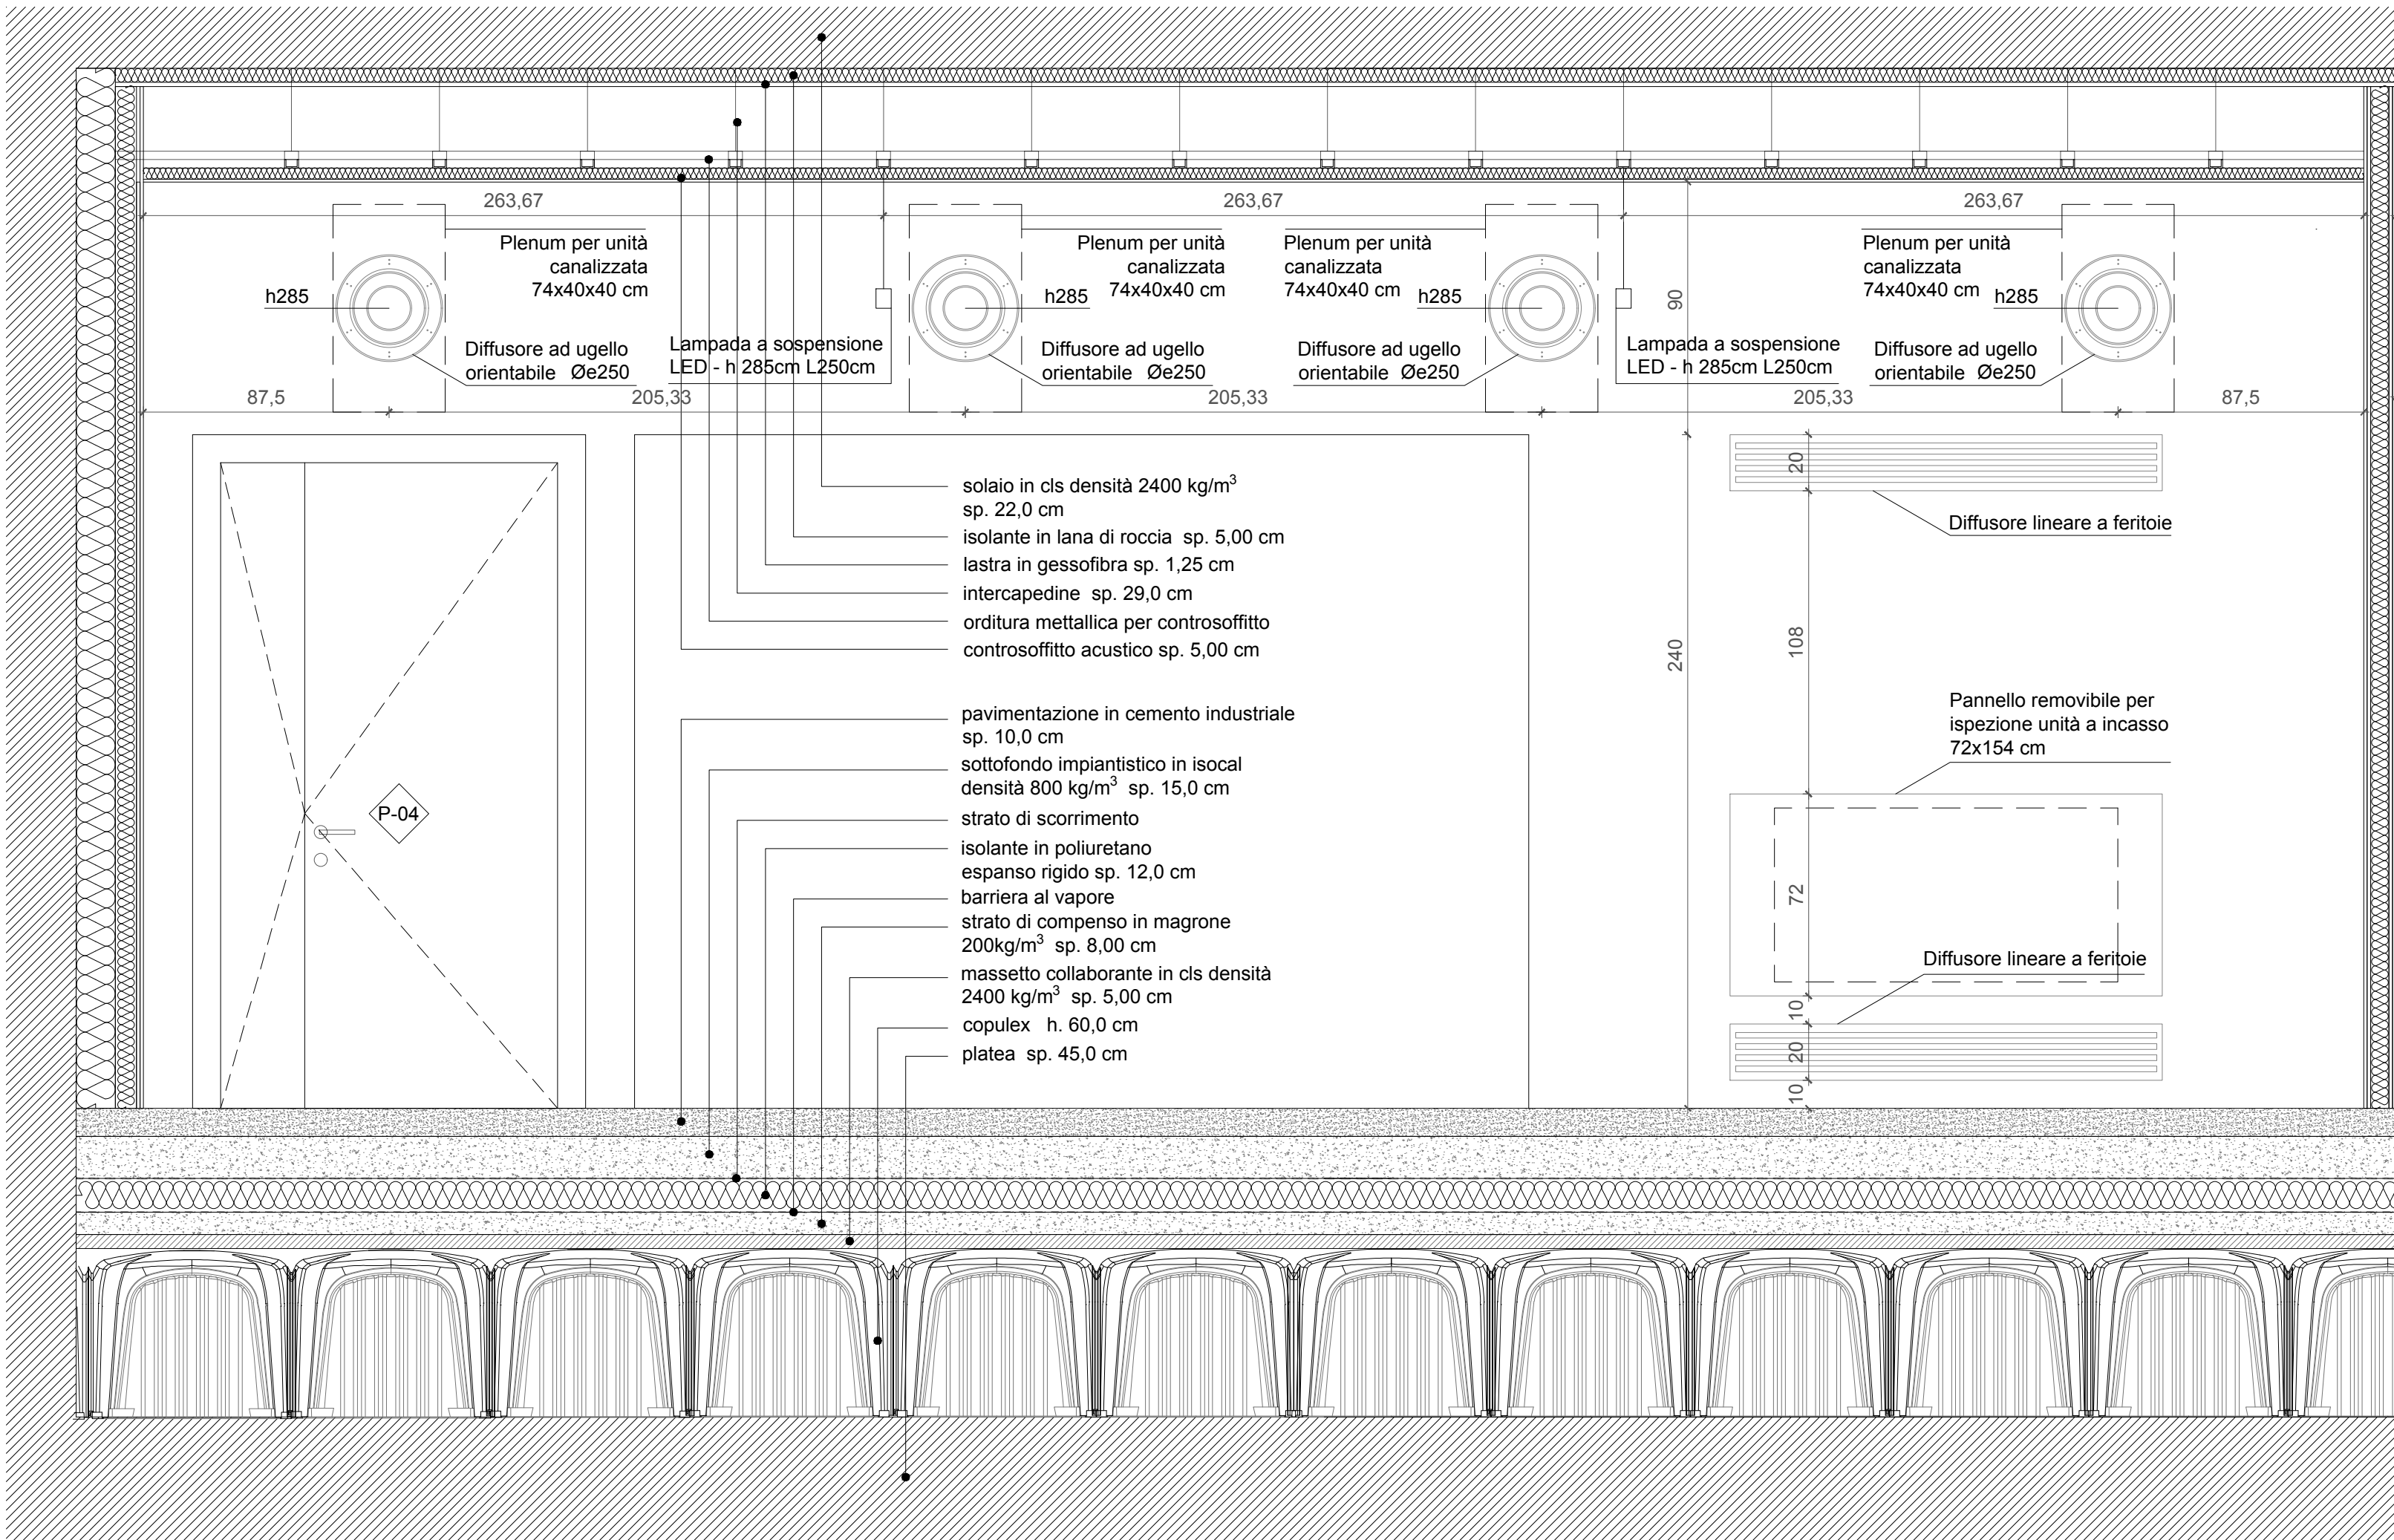 263,67
263,67
263,67
Plenum per unità
canalizzata
74x40x40 cm
Plenum per unità
canalizzata
74x40x40 cm
Plenum per unità
canalizzata
74x40x40 cm
Plenum per unità
canalizzata
74x40x40 cm
h285
h285
h285
h285
90
Diffusore ad ugello
orientabile Øe250
Lampada a sospensione
LED - h 285cm L250cm
Diffusore ad ugello
orientabile Øe250
Diffusore ad ugello
orientabile Øe250
Lampada a sospensione
LED - h 285cm L250cm
Diffusore ad ugello
orientabile Øe250
87,5
205,33
205,33
205,33
87,5
solaio in cls densità 2400 kg/m³
sp. 22,0 cm
isolante in lana di roccia sp. 5,00 cm
lastra in gessofibra sp. 1,25 cm
intercapedine sp. 29,0 cm
orditura mettallica per controsoffitto
controsoffitto acustico sp. 5,00 cm
pavimentazione in cemento industriale
sp. 10,0 cm
sottofondo impiantistico in isocal
densità 800 kg/m³ sp. 15,0 cm
strato di scorrimento
isolante in poliuretano
espanso rigido sp. 12,0 cm
barriera al vapore
strato di compenso in magrone
200kg/m³ sp. 8,00 cm
massetto collaborante in cls densità
2400 kg/m³ sp. 5,00 cm
copulex h. 60,0 cm
platea sp. 45,0 cm
P-04
240
20
Diffusore lineare a feritoie
108
Pannello removibile per
ispezione unità a incasso
72x154 cm
72
Diffusore lineare a feritoie
10
20
10